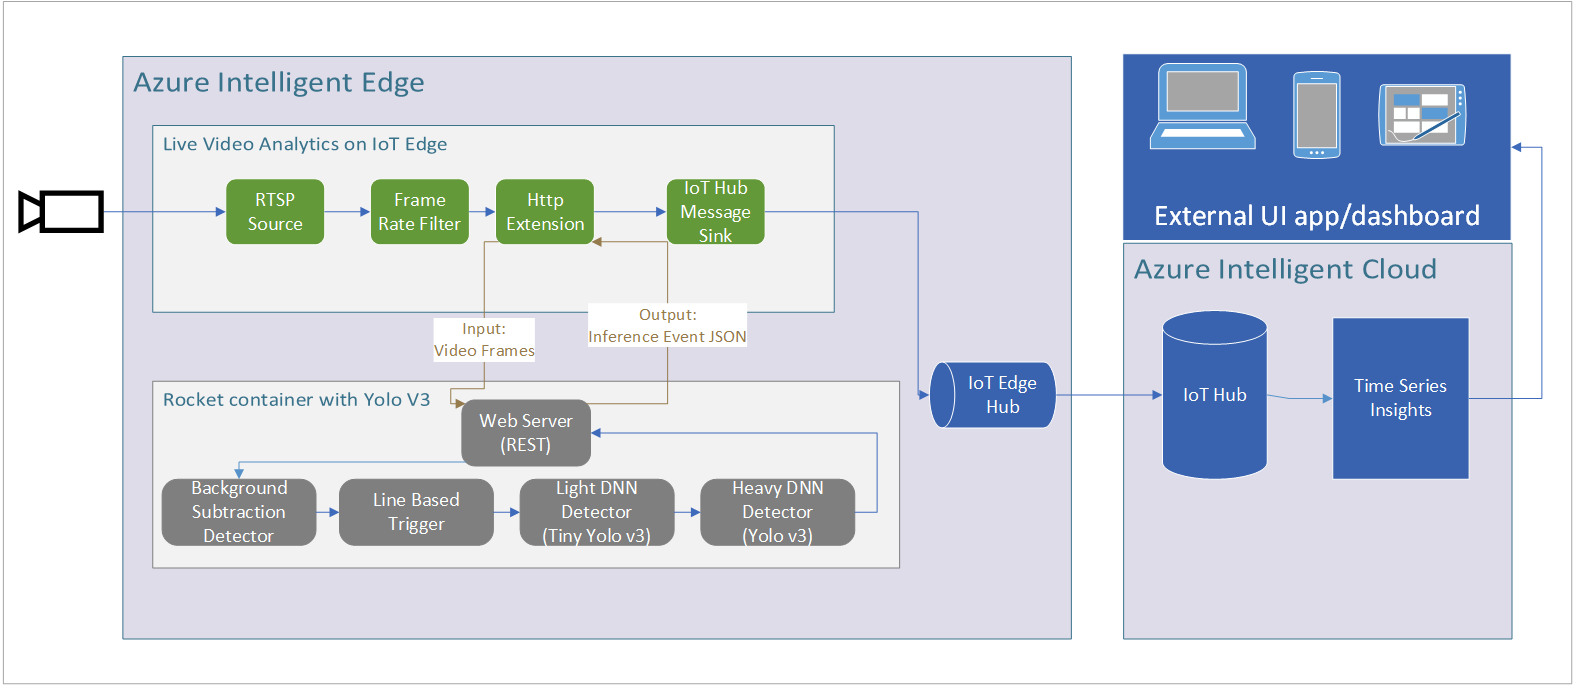 Azure Intelligent Edge
Live Video Analytics on IoT Edge
RTSP
Source
Frame
Rate Filter
Http
Extension
IoT Hub
Message
Sink
Input:
Video Frames
Output:
Inference Event JSON
Rocket container with Yolo V3
Web Server
(REST)
Background
Subtraction
Detector
Line Based
Trigger
Light DNN
Detector
(Tiny Yolo v3)
Heavy DNN
Detector
(Yolo v3)
IoT Edge
Hub
External UI app/dashboard
Azure Intelligent Cloud
IoT Hub
Time Series
Insights